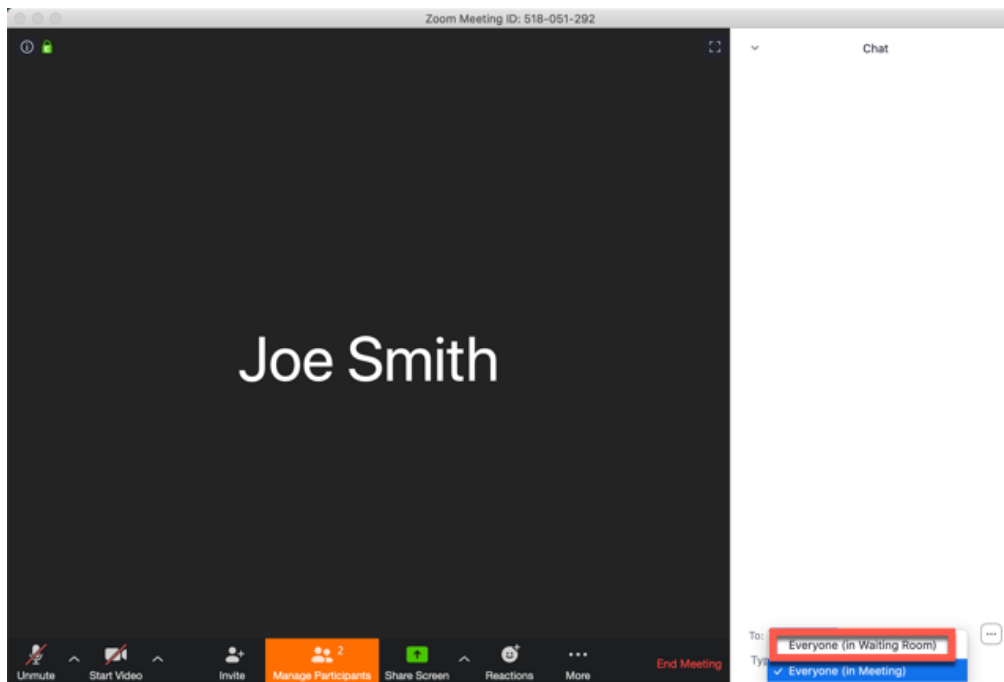 Zoom Meeting ID: 518-051-292
Chat
Joe Smith
To:
Everyone (in Waiting Room)
Typ
✓ Everyone (in Meeting)
2
Unmute
Start Video
Invite
Manage Participants
Share Screen
Reactions
More
End Meeting